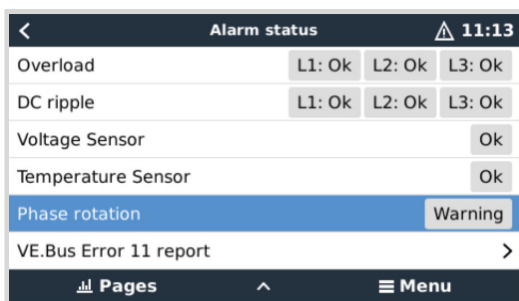 Alarm status 11:13
Overload L1: Ok L2: Ok L3: Ok
DC ripple L1: Ok L2: Ok L3: Ok
Voltage Sensor Ok
Temperature Sensor Ok
Phase rotation Warning
VE.Bus Error 11 report
Pages Menu